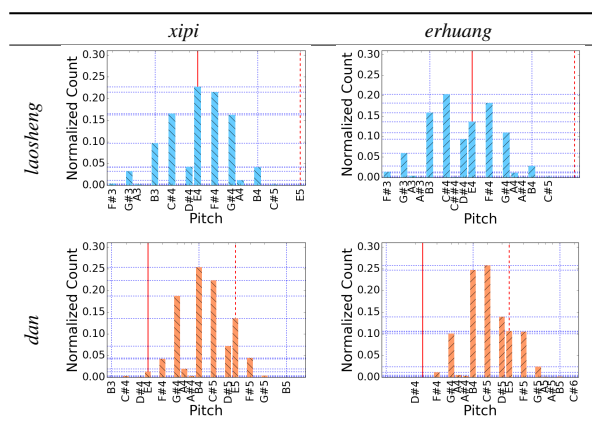 xipi erhuang
laosheng
Normalized Count
0.30
0.25
0.20
0.15
0.10
0.05
0.00
F#3 G#3 A3 B3 C#4 D#4 E4 F#4 G#4 A4 B4 C#5 E5
Pitch
Normalized Count
0.30
0.25
0.20
0.15
0.10
0.05
0.00
F#3 G#3 A3 A#3 B3 C#4 C##4 D#4 E4 F#4 G#4 A4 A#4 B4 C#5
Pitch
dan
Normalized Count
0.30
0.25
0.20
0.15
0.10
0.05
0.00
B3 C#4 D#4 E4 F#4 G#4 A4 A#4 B4 C#5 D#5 E5 F#5 G#5 B5
Pitch
Normalized Count
0.30
0.25
0.20
0.15
0.10
0.05
0.00
D#4 F#4 G#4 A4 A#4 B4 C#5 D#5 E5 F#5 G#5 A5 A#5 B5 C#6
Pitch